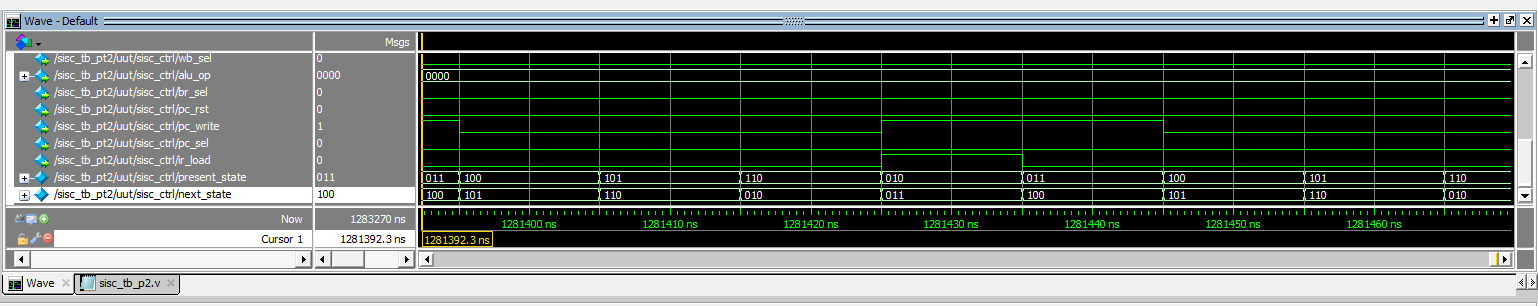 Wave - Default
Msgs
/sisc_tb_pt2/uut/sisc_ctrl/wb_sel 0
/sisc_tb_pt2/uut/sisc_ctrl/alu_op 0000 0000
/sisc_tb_pt2/uut/sisc_ctrl/br_sel 0
/sisc_tb_pt2/uut/sisc_ctrl/pc_rst 0
/sisc_tb_pt2/uut/sisc_ctrl/pc_write 1
/sisc_tb_pt2/uut/sisc_ctrl/pc_sel 0
/sisc_tb_pt2/uut/sisc_ctrl/ir_load 0
/sisc_tb_pt2/uut/sisc_ctrl/present_state 011 011 100 101 110 010 011 100 101 110
/sisc_tb_pt2/uut/sisc_ctrl/next_state 100 100 101 110 010 011 100 101 110 010
Now 1283270 ns 1281400 ns 1281410 ns 1281420 ns 1281430 ns 1281440 ns 1281450 ns 1281460 ns
Cursor 1 1281392.3 ns 1281392.3 ns
Wave sisc_tb_p2.v